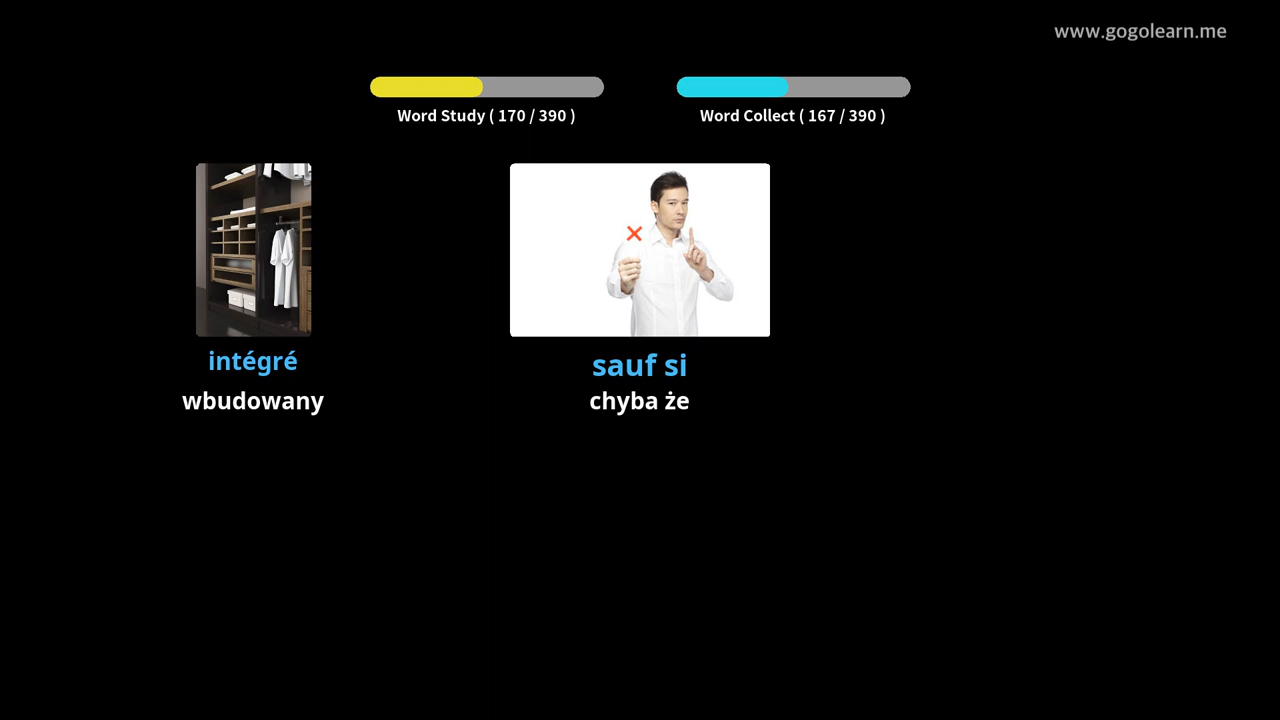 www.gogolearn.me
Word Study ( 170 / 390 )
Word Collect ( 167 / 390 )
intégré
wbudowany
sauf si
chyba że